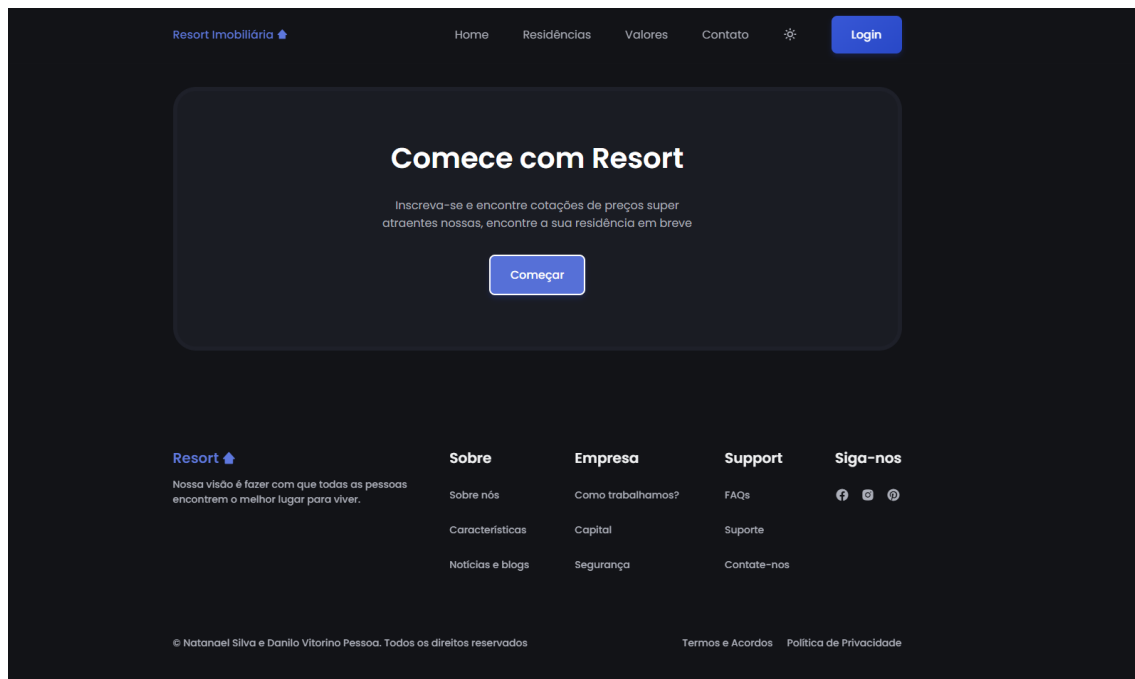 Resort Imobiliária
Home
Residências
Valores
Contato
Login
Comece com Resort
Inscreva-se e encontre cotações de preços super
atraentes nossas, encontre a sua residência em breve
Começar
Resort
Nossa visão é fazer com que todas as pessoas
encontrem o melhor lugar para viver.
Sobre
Sobre nós
Características
Notícias e blogs
Empresa
Como trabalhamos?
Capital
Segurança
Support
FAQs
Suporte
Contate-nos
Siga-nos
© Natanael Silva e Danilo Vitorino Pessoa. Todos os direitos reservados
Termos e Acordos
Política de Privacidade